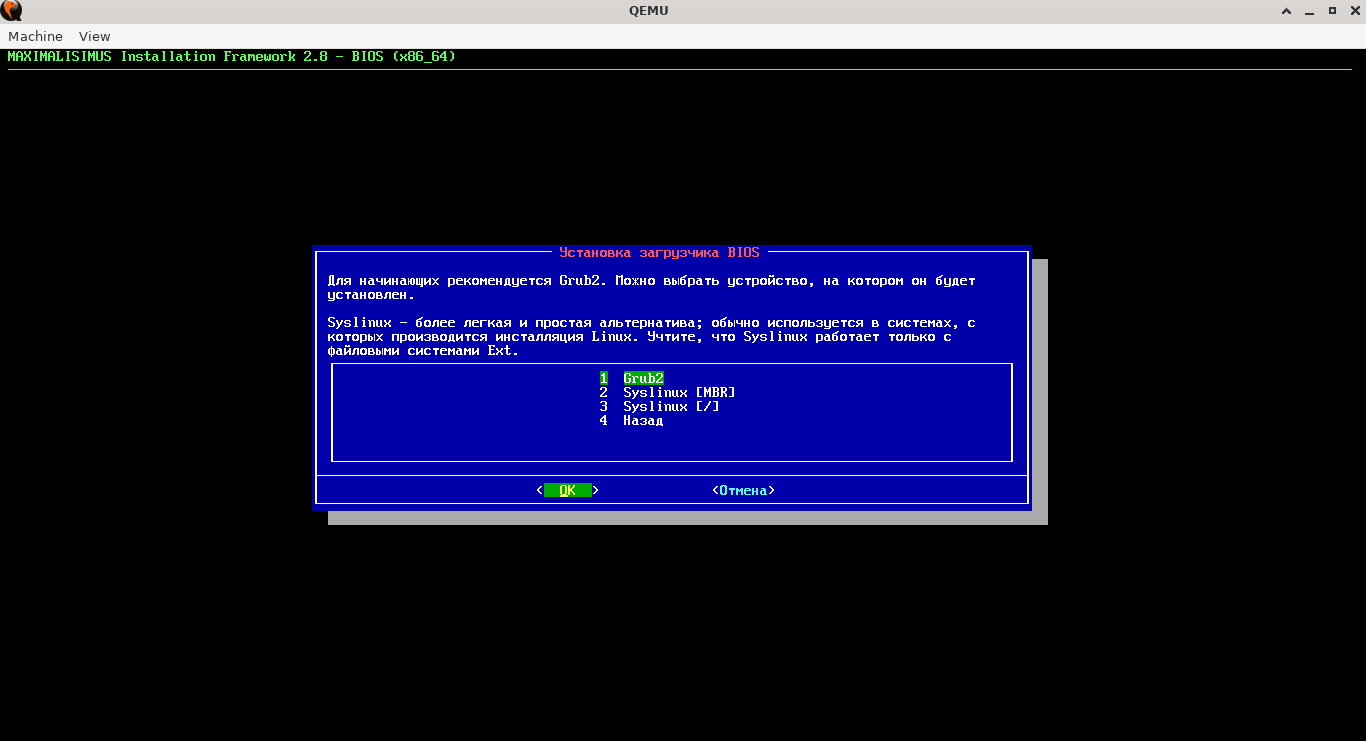 QEMU
Machine View
MAXIMALISIMUS Installation Framework 2.8 - BIOS (x86_64)
Установка загрузчика BIOS
Для начинающих рекомендуется Grub2. Можно выбрать устройство, на котором он будет
установлен.
Syslinux - более легкая и простая альтернатива; обычно используется в системах, с
которых производится инсталляция Linux. Учтите, что Syslinux работает только с
файловыми системами Ext.
1 Grub2
2 Syslinux [MBR]
3 Syslinux [/]
4 Назад
< OK > <Отмена>